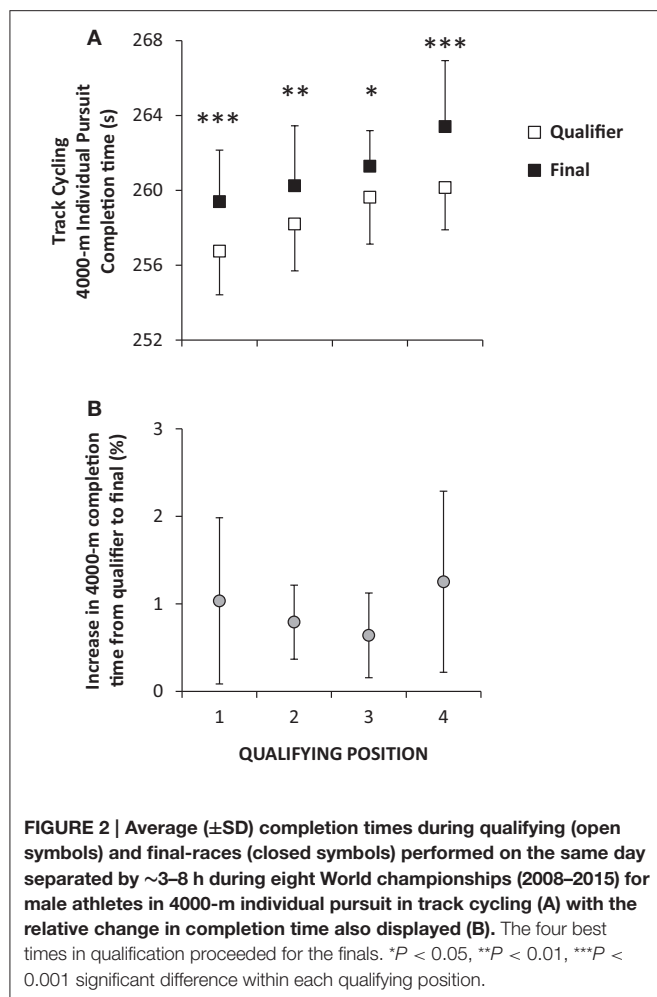 A
268
264
260
256
252
Track Cycling
4000-m Individual Pursuit
Completion time (s)
***
**
*
***
Qualifier
Final
B
3
2
1
0
Increase in 4000-m completion
time from qualifier to final (%)
1 2 3 4
QUALIFYING POSITION
FIGURE 2 | Average (±SD) completion times during qualifying (open
symbols) and final-races (closed symbols) performed on the same day
separated by ~3–8 h during eight World championships (2008–2015) for
male athletes in 4000-m individual pursuit in track cycling (A) with the
relative change in completion time also displayed (B). The four best
times in qualification proceeded for the finals. *P < 0.05, **P < 0.01, ***P <
0.001 significant difference within each qualifying position.